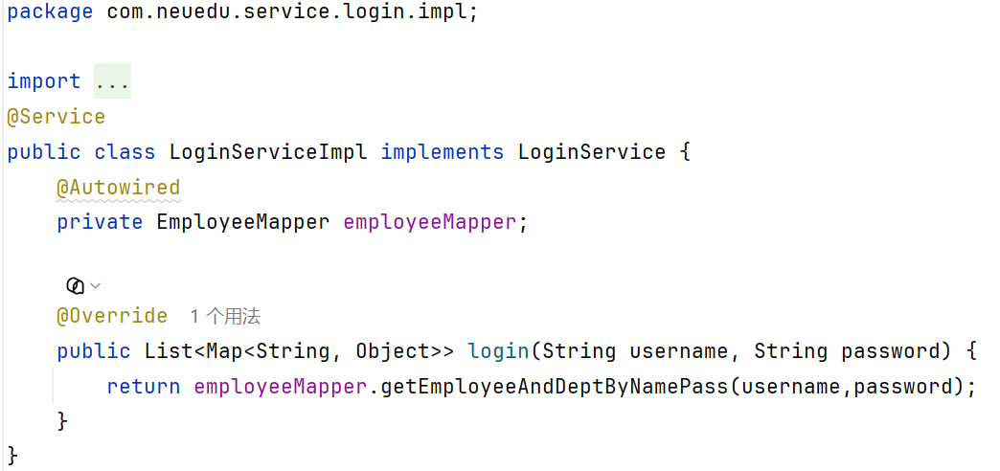 package com.neuedu.service.login.impl;
import ...
@Service
public class LoginServiceImpl implements LoginService {
@Autowired
private EmployeeMapper employeeMapper;
@Override 1 个用法
public List<Map<String, Object>> login(String username, String password) {
return employeeMapper.getEmployeeAndDeptByNamePass(username,password);
}
}